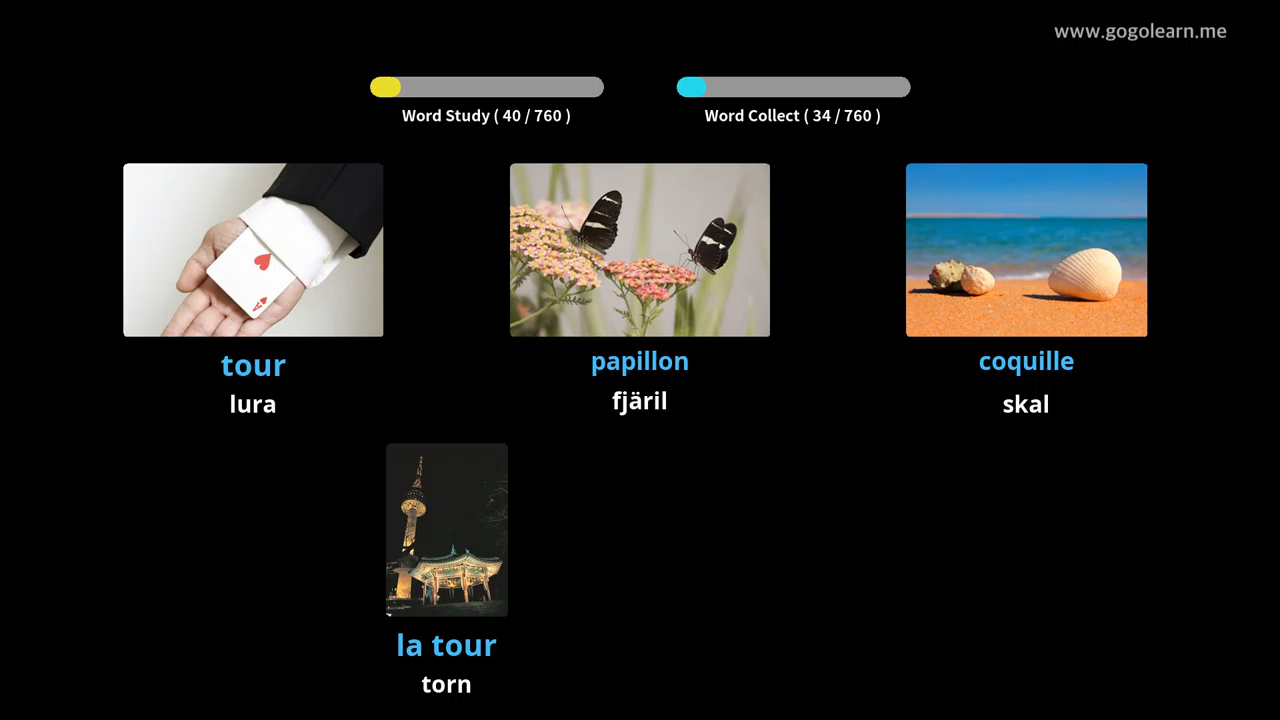 www.gogolearn.me
Word Study ( 40 / 760 )
Word Collect ( 34 / 760 )
tour
lura
papillon
fjäril
coquille
skal
la tour
torn